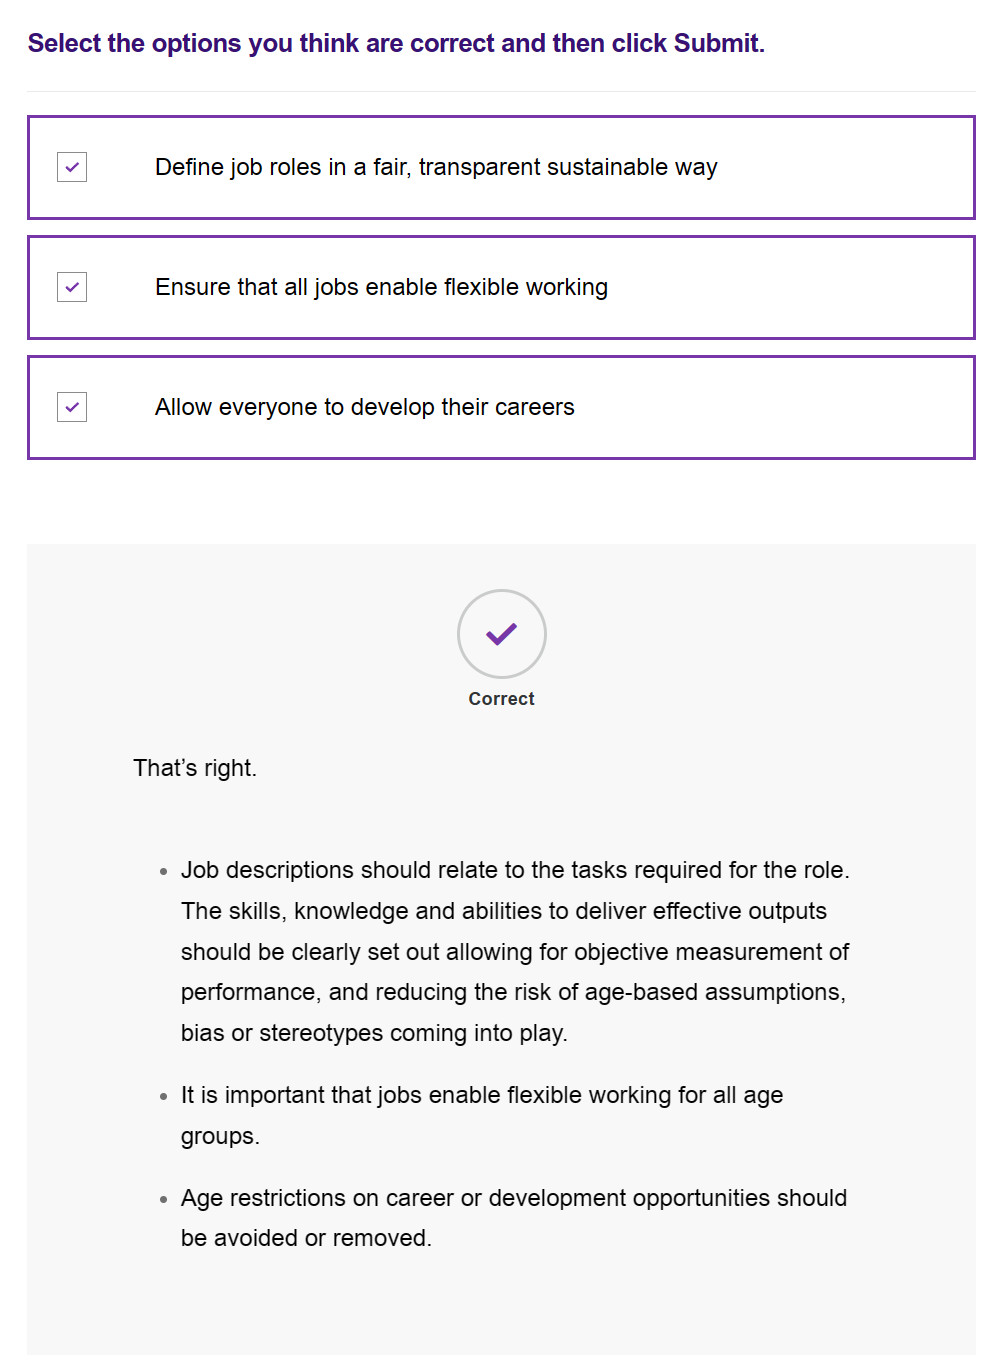 Select the options you think are correct and then click Submit.
Define job roles in a fair, transparent sustainable way
Ensure that all jobs enable flexible working
Allow everyone to develop their careers
Correct
That’s right.
Job descriptions should relate to the tasks required for the role.
The skills, knowledge and abilities to deliver effective outputs
should be clearly set out allowing for objective measurement of
performance, and reducing the risk of age-based assumptions,
bias or stereotypes coming into play.
It is important that jobs enable flexible working for all age
groups.
Age restrictions on career or development opportunities should
be avoided or removed.